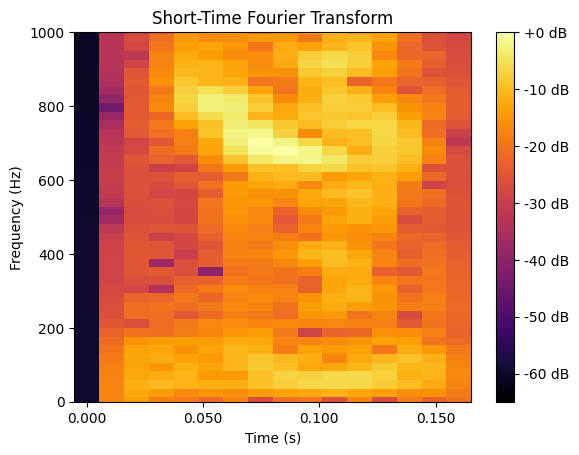 Short-Time Fourier Transform
1000
800
600
400
200
0
Frequency (Hz)
0.000
0.050
0.100
0.150
Time (s)
+0 dB
-10 dB
-20 dB
-30 dB
-40 dB
-50 dB
-60 dB